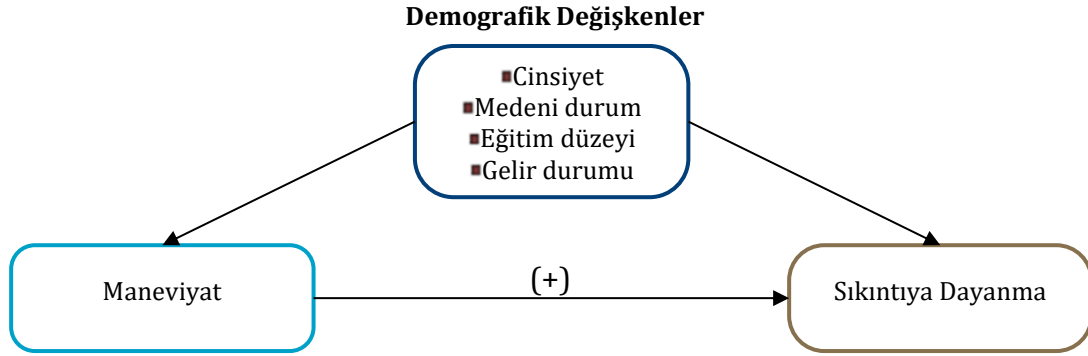 Demografik Değişkenler
▪Cinsiyet
▪Medeni durum
▪Eğitim düzeyi
▪Gelir durumu
(+)
Maneviyat
Sıkıntıya Dayanma